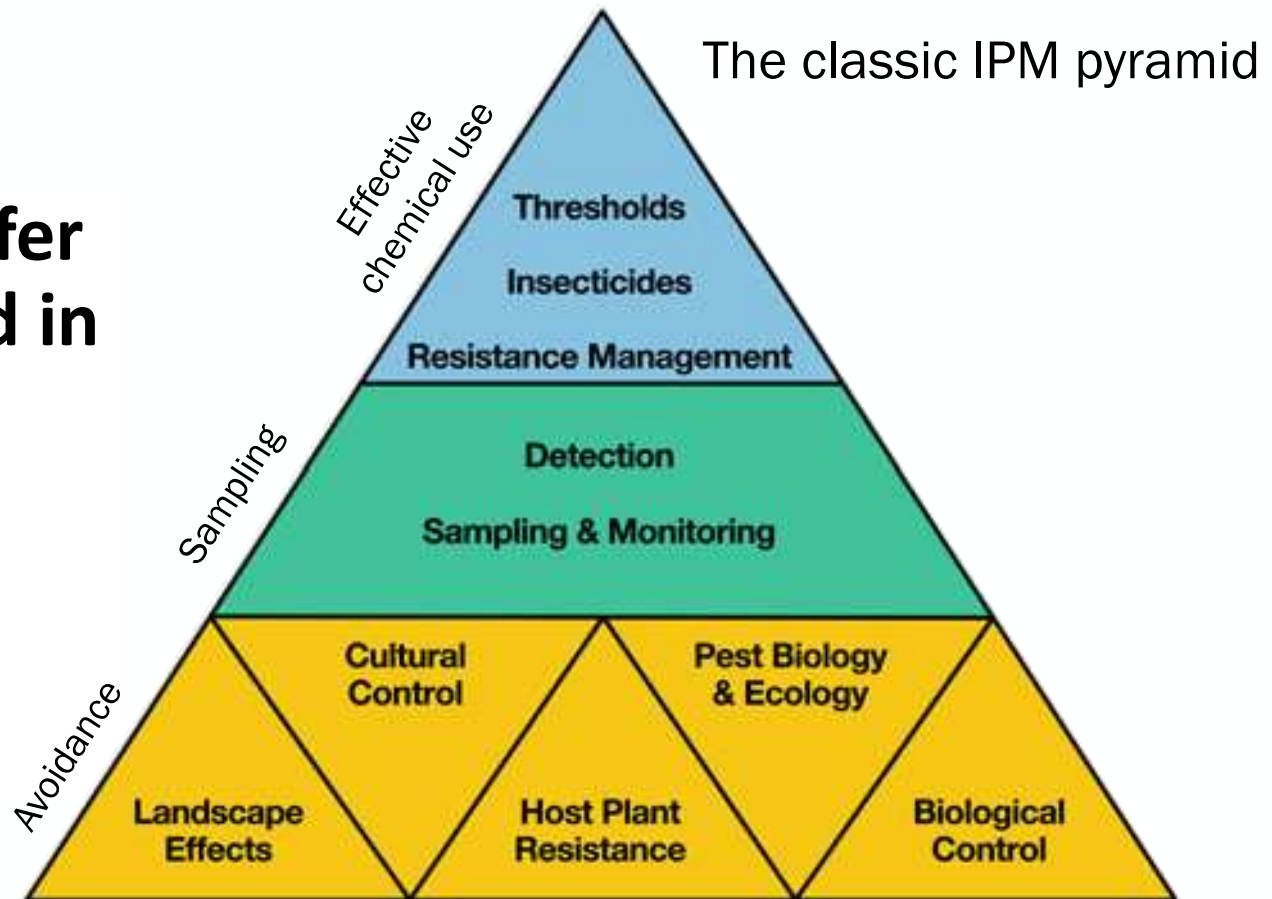 The classic IPM pyramid
Effective
chemical use
Thresholds
Insecticides
Resistance Management
d in
Sampling
Detection
Sampling & Monitoring
Avoidance
Cultural
Control
Pest Biology
& Ecology
Landscape
Effects
Host Plant
Resistance
Biological
Control